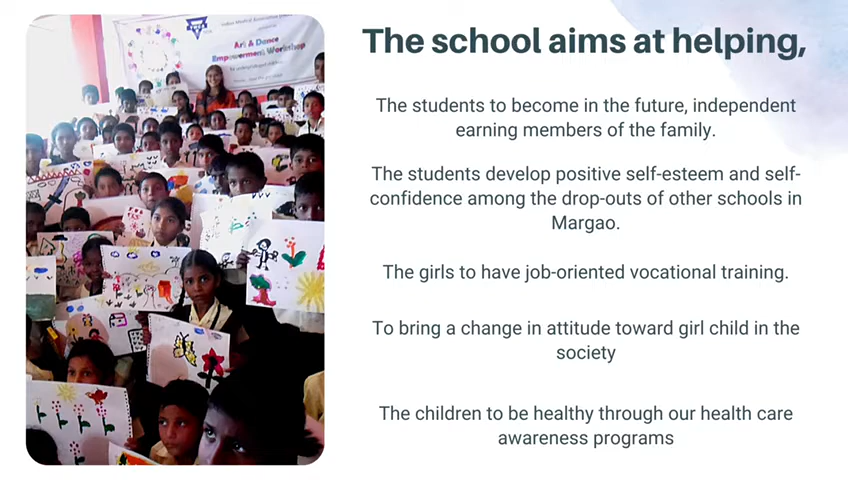 Art & Dance
Empowerment Workshop
The school aims at helping,
The students to become in the future, independent
earning members of the family.
The students develop positive self-esteem and self-
confidence among the drop-outs of other schools in
Margao.
The girls to have job-oriented vocational training.
To bring a change in attitude toward girl child in the
society
The children to be healthy through our health care
awareness programs